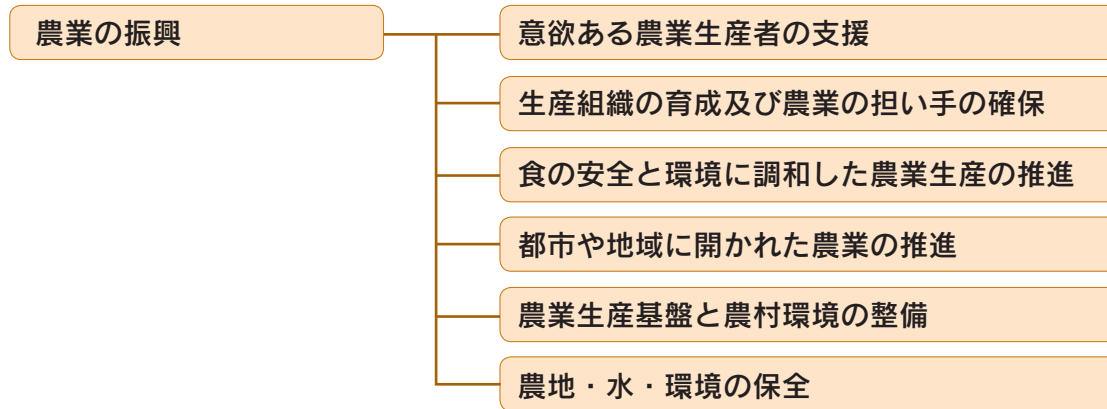 農業の振興
意欲ある農業生産者の支援
生産組織の育成及び農業の担い手の確保
食の安全と環境に調和した農業生産の推進
都市や地域に開かれた農業の推進
農業生産基盤と農村環境の整備
農地・水・環境の保全